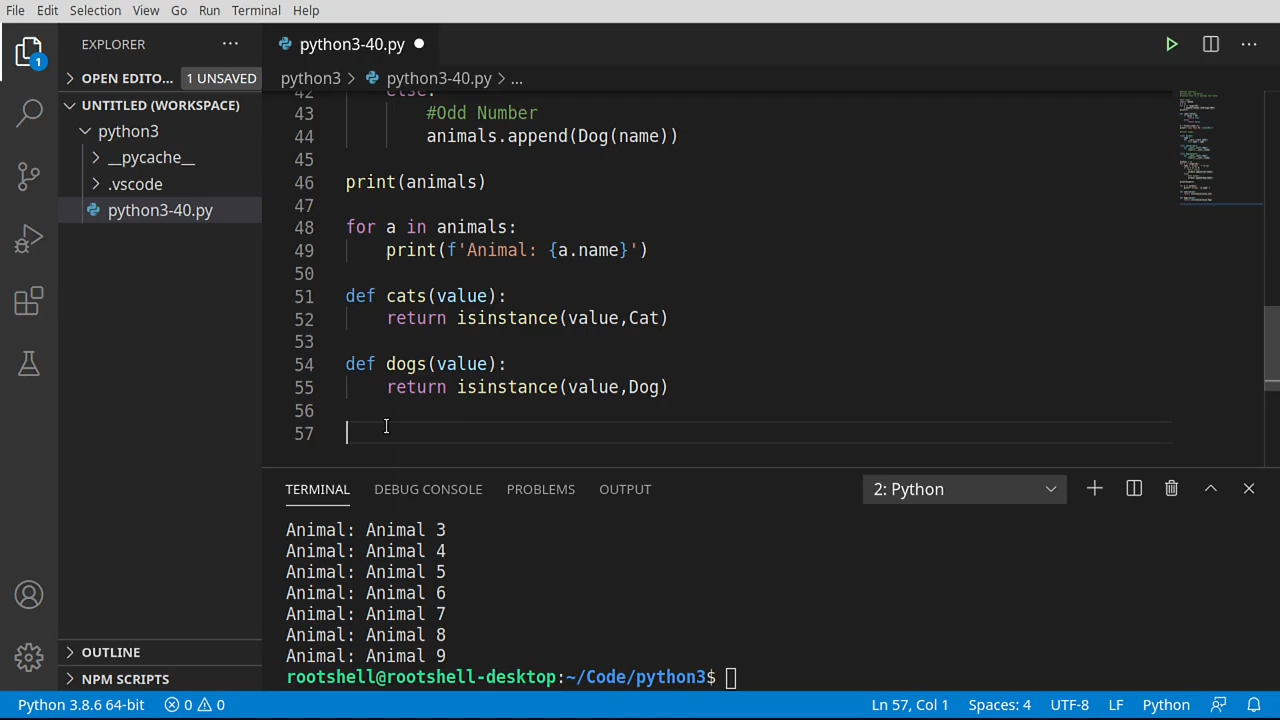 File Edit Selection View Go Run Terminal Help
EXPLORER
python3-40.py
1
OPEN EDITO... 1 UNSAVED
python3 > python3-40.py > ...
UNTITLED (WORKSPACE)
python3
__pycache__
.vscode
python3-40.py
42 else:
43 #Odd Number
44 animals.append(Dog(name))
45
46 print(animals)
47
48 for a in animals:
49 print(f'Animal: {a.name}')
50
51 def cats(value):
52 return isinstance(value,Cat)
53
54 def dogs(value):
55 return isinstance(value,Dog)
56
57
TERMINAL DEBUG CONSOLE PROBLEMS OUTPUT 2: Python
Animal: Animal 3
Animal: Animal 4
Animal: Animal 5
Animal: Animal 6
Animal: Animal 7
Animal: Animal 8
Animal: Animal 9
rootshell@rootshell-desktop:~/Code/python3$
OUTLINE
NPM SCRIPTS
Python 3.8.6 64-bit 0 0 Ln 57, Col 1 Spaces: 4 UTF-8 LF Python